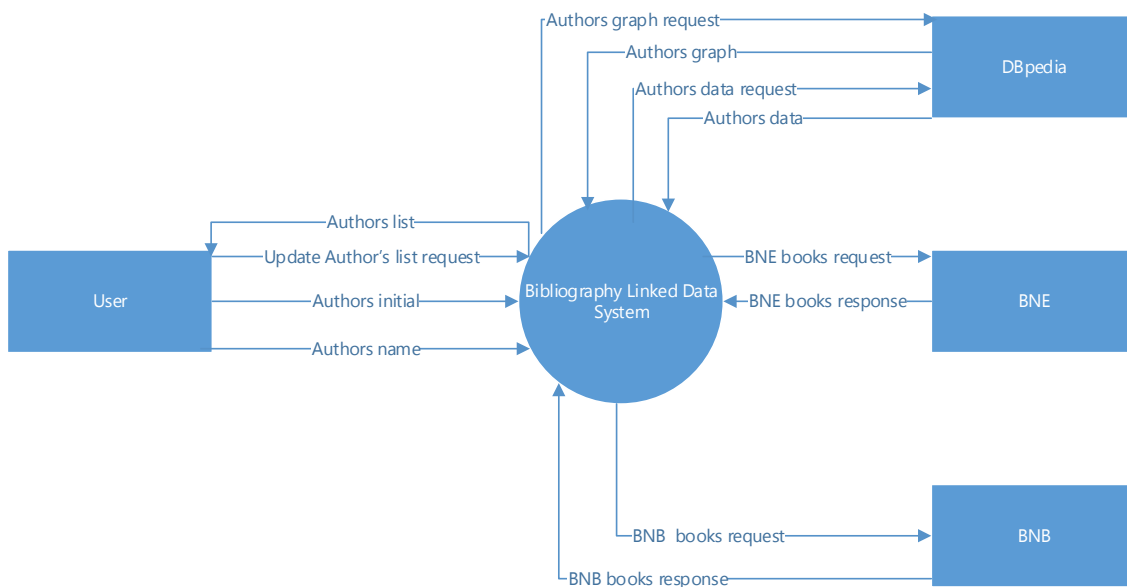 Authors graph request
Authors graph
DBpedia
Authors data request
Authors data
Authors list
Update Author's list request
BNE books request
User
Authors initial
Bibliography Linked Data
System
BNE books response
BNE
Authors name
BNB  books request
BNB
BNB books response